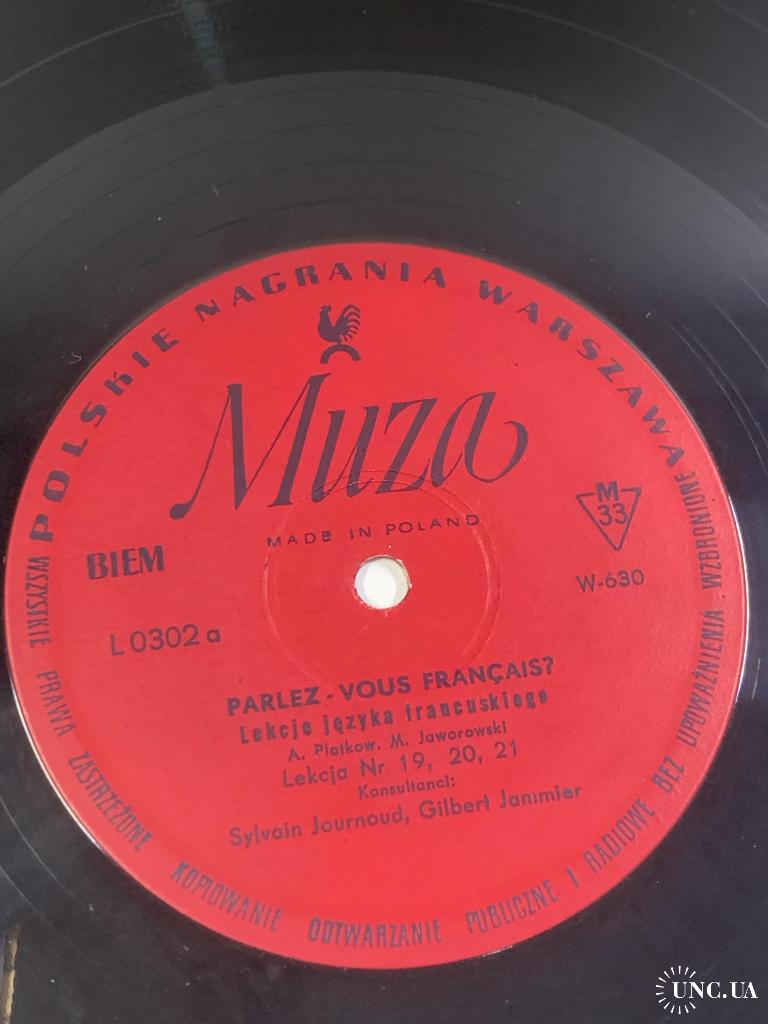 POLSKIE NAGRANIA WARSZAWA
Muza
MADE IN POLAND
BIEM
M
33
W-630
L 0302 a
PARLEZ-VOUS FRANÇAIS?
Lekcje języka francuskiego
A. Platkow. M. Jaworowski
Lekcja Nr 19, 20, 21
Konsultanci:
Sylvain Journoud, Gilbert Jammier
WSZYSTKIE PRAWA ZASTRZEŻONE KOPIOWANIE ODTWARZANIE PUBLICZNE I RADIOWE BEZ UPOWAŻNIENIA WZBRONIONE
UNC.UA